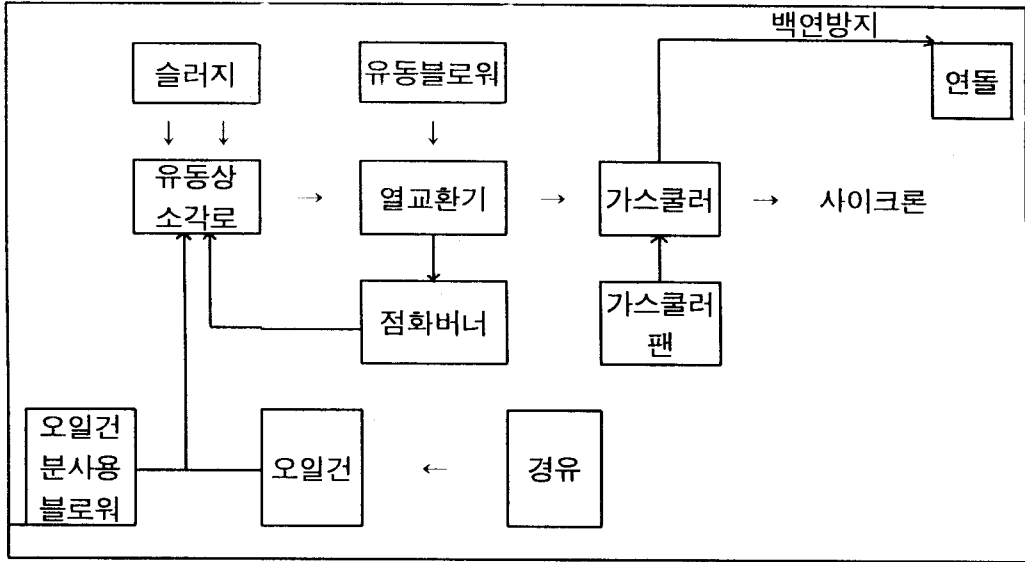 백연방지
슬러지
유동블로워
연돌
↓ ↓
↓
유동상
소각로
→
열교환기
→
가스쿨러
→
사이크론
점화버너
가스쿨러
팬
오일건
분사용
블로워
오일건
←
경유